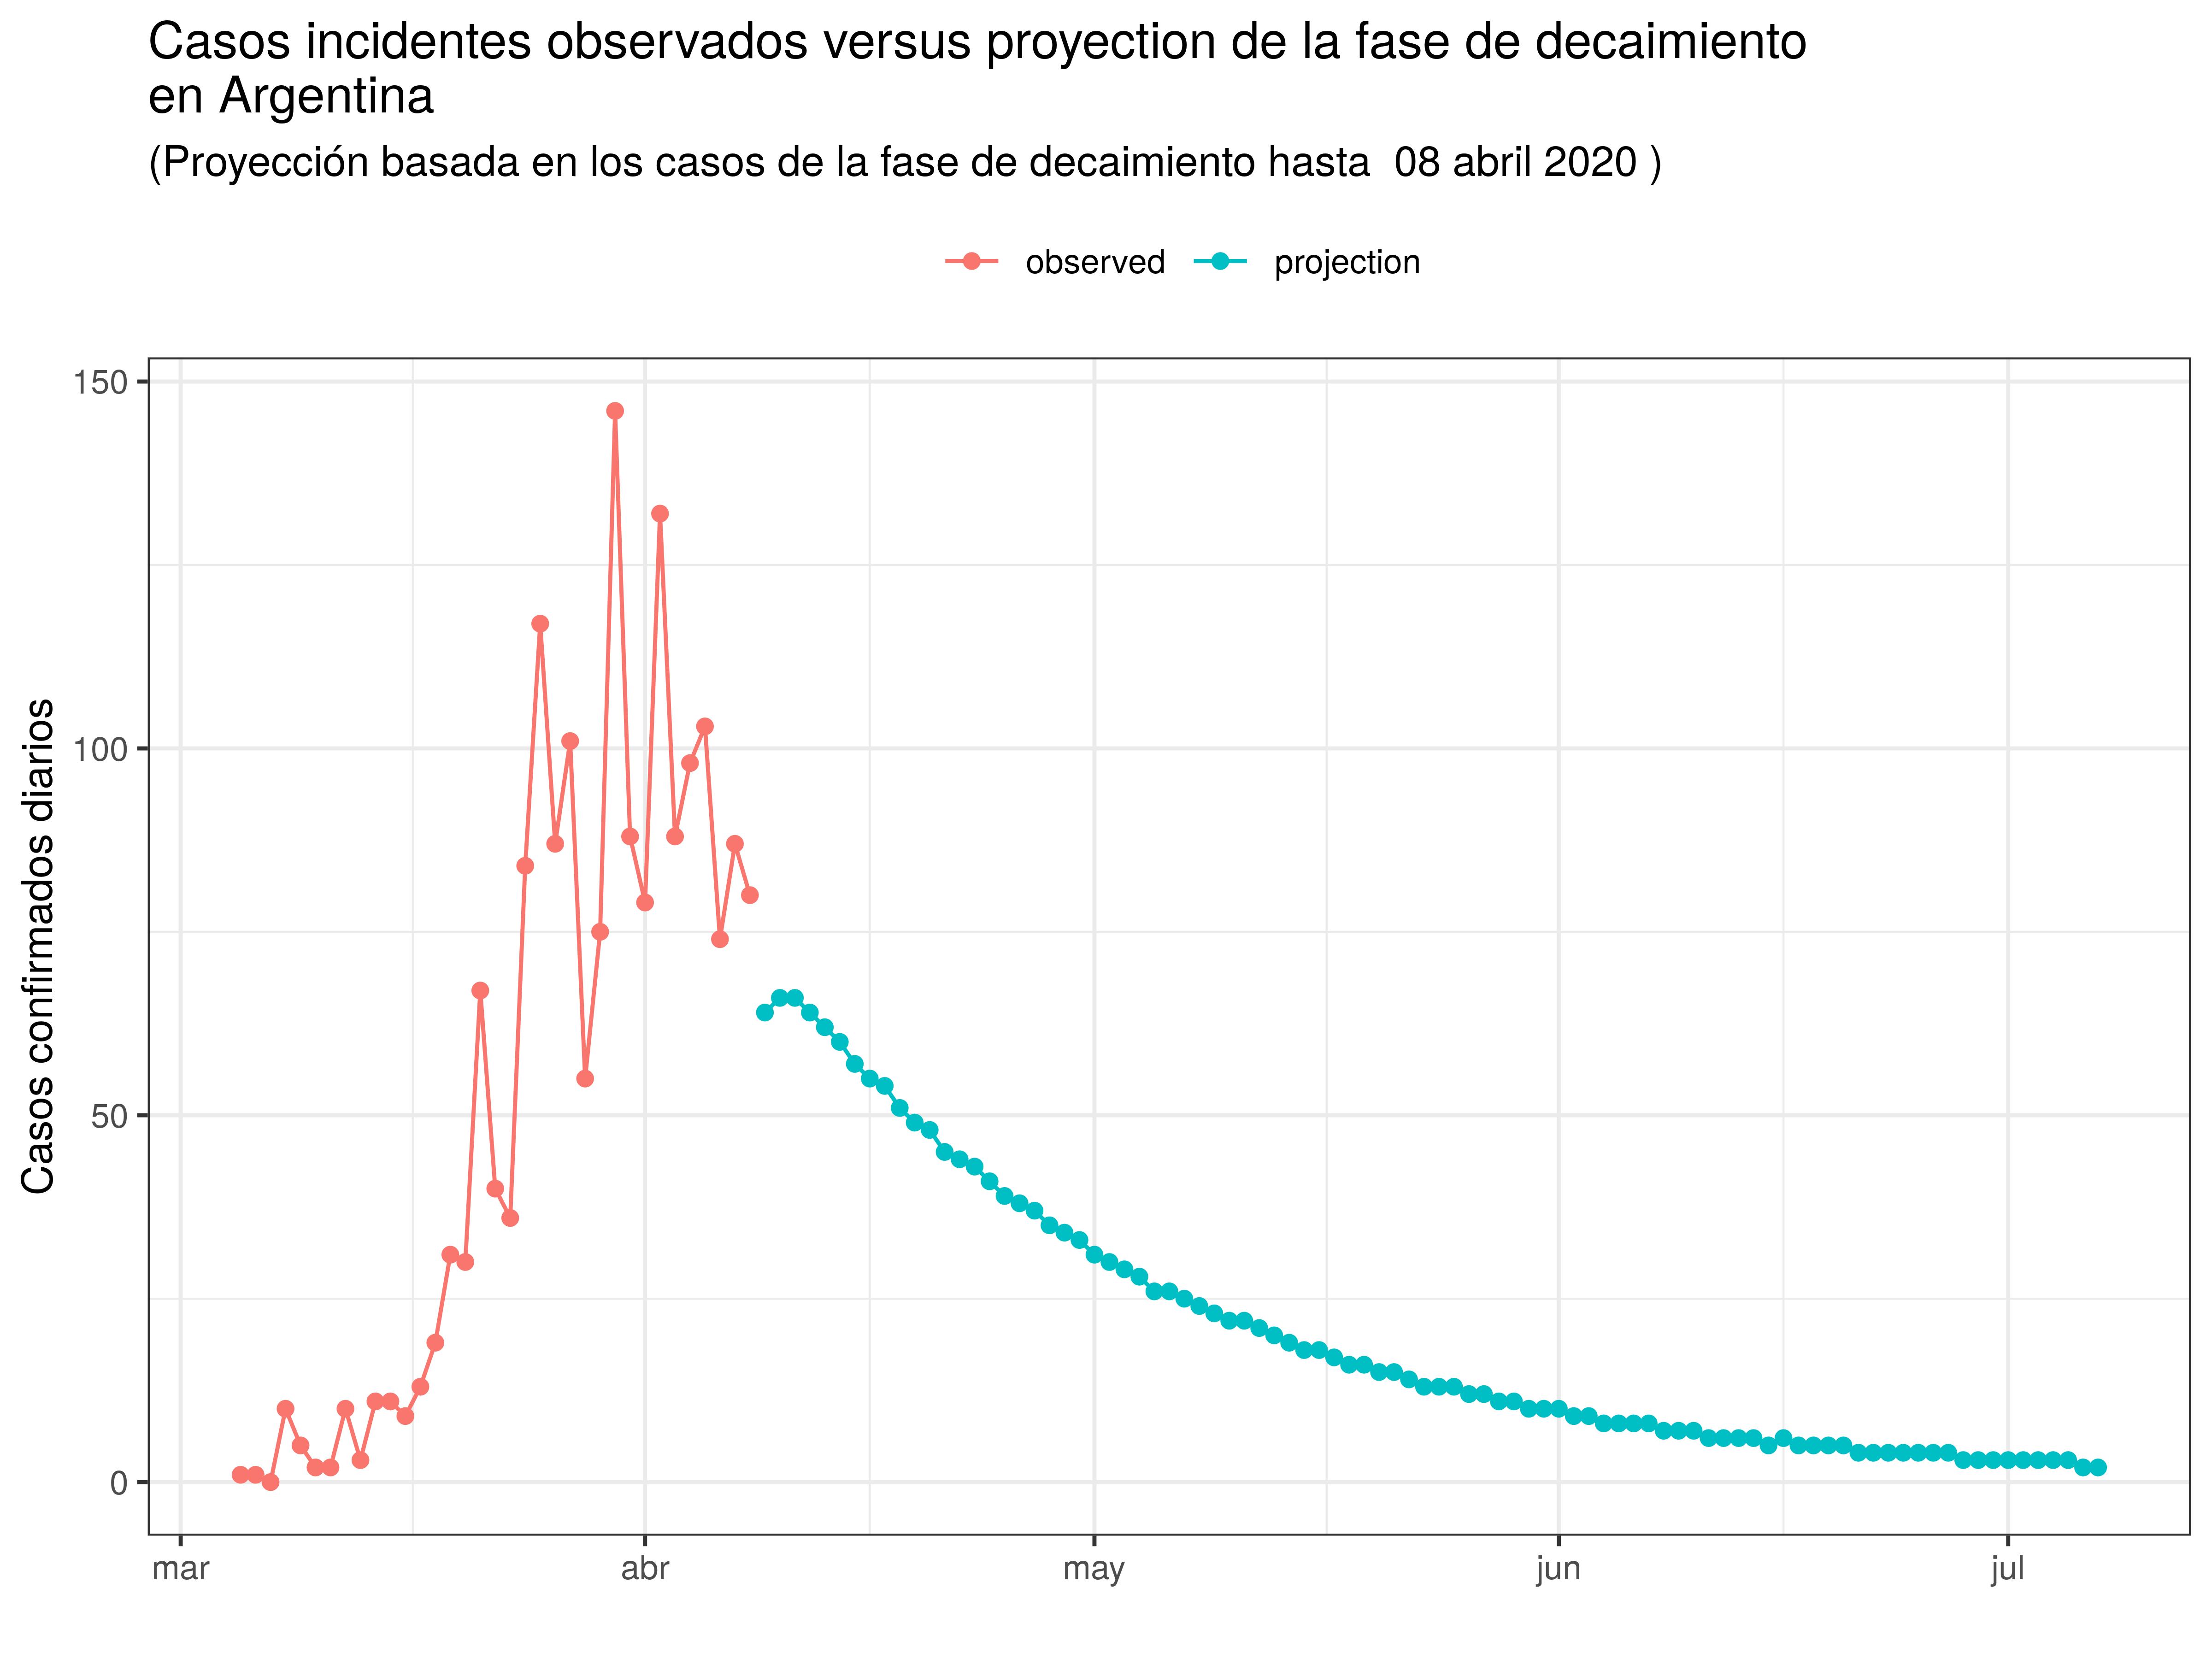 Casos incidentes observados versus proyection de la fase de decaimiento
en Argentina
(Proyección basada en los casos de la fase de decaimiento hasta  08 abril 2020 )
observed projection
Casos confirmados diarios
150
100
50
0
mar abr may jun jul